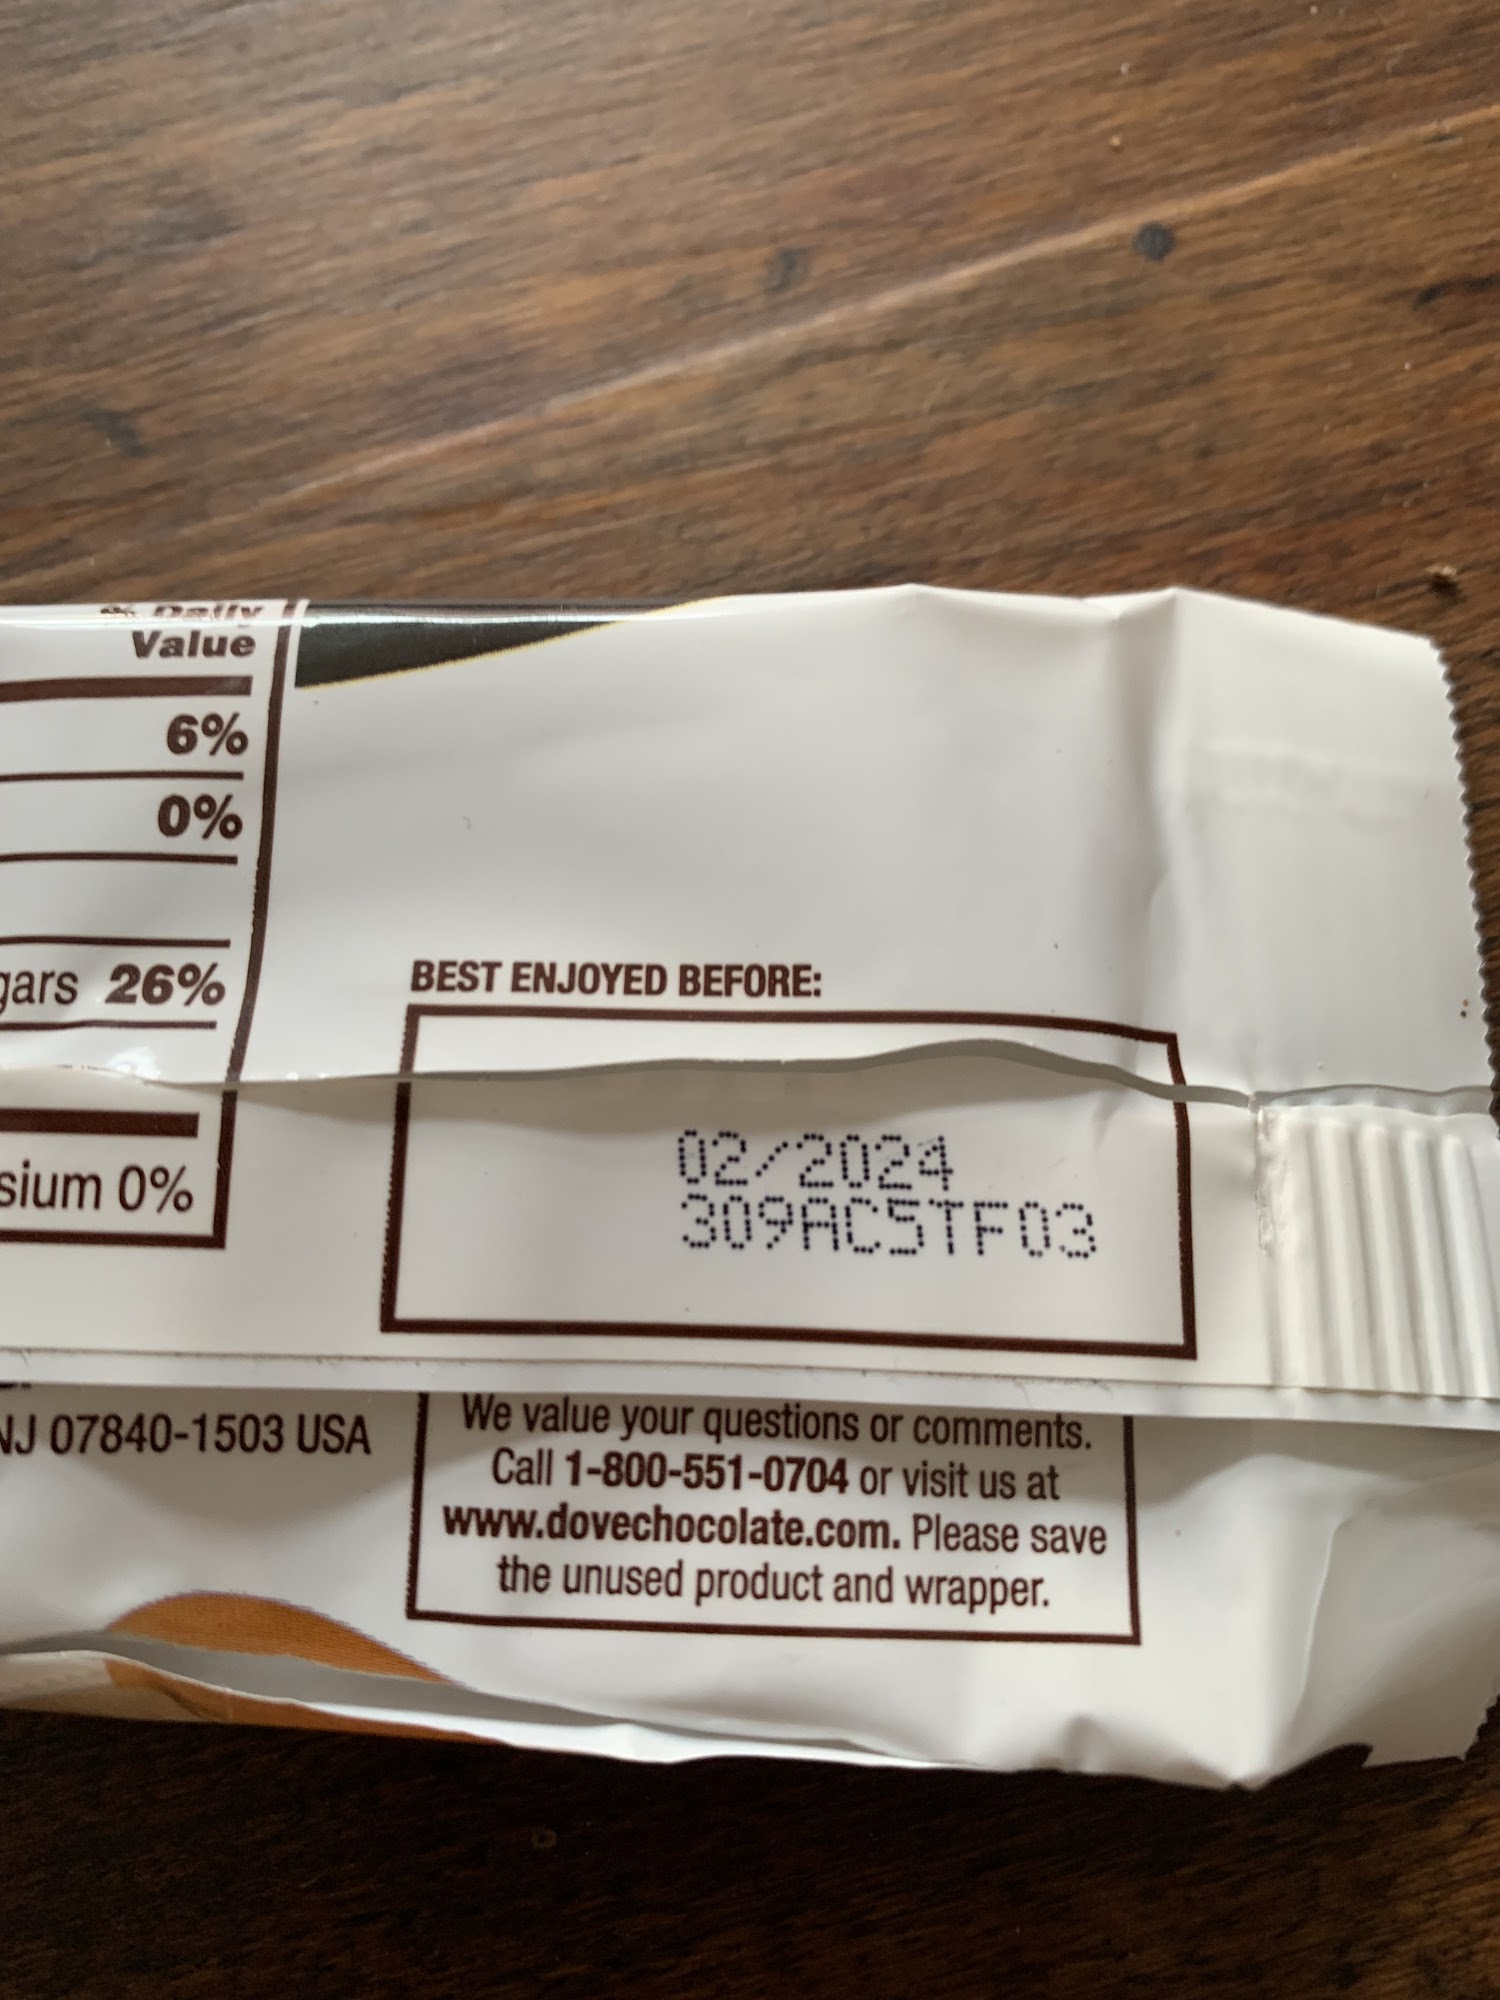 % Daily
Value
6%
0%
gars 26%
sium 0%
BEST ENJOYED BEFORE:
02/2024
309AC5TF03
NJ 07840-1503 USA
We value your questions or comments.
Call 1-800-551-0704 or visit us at
www.dovechocolate.com. Please save
the unused product and wrapper.